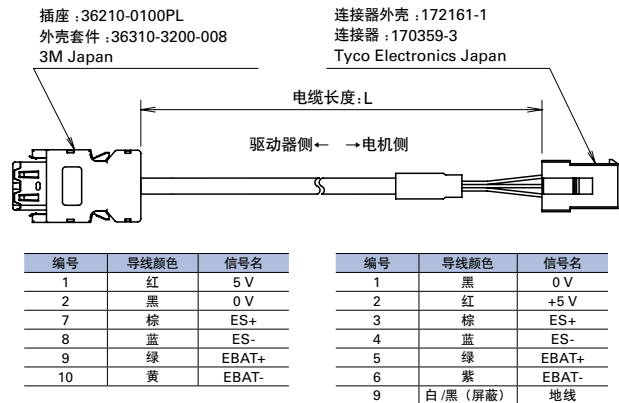 插座 :36210-0100PL
外壳套件 :36310-3200-008
3M Japan
连接器外壳 :172161-1
连接器 :170359-3
Tyco Electronics Japan
电缆长度:L
驱动器侧← →电机侧
编号 导线颜色 信号名
1 红 5 V
2 黑 0 V
7 棕 ES+
8 蓝 ES-
9 绿 EBAT+
10 黄 EBAT-
编号 导线颜色 信号名
1 黑 0 V
2 红 +5 V
3 棕 ES+
4 蓝 ES-
5 绿 EBAT+
6 紫 EBAT-
9 白/黑（屏蔽） 地线